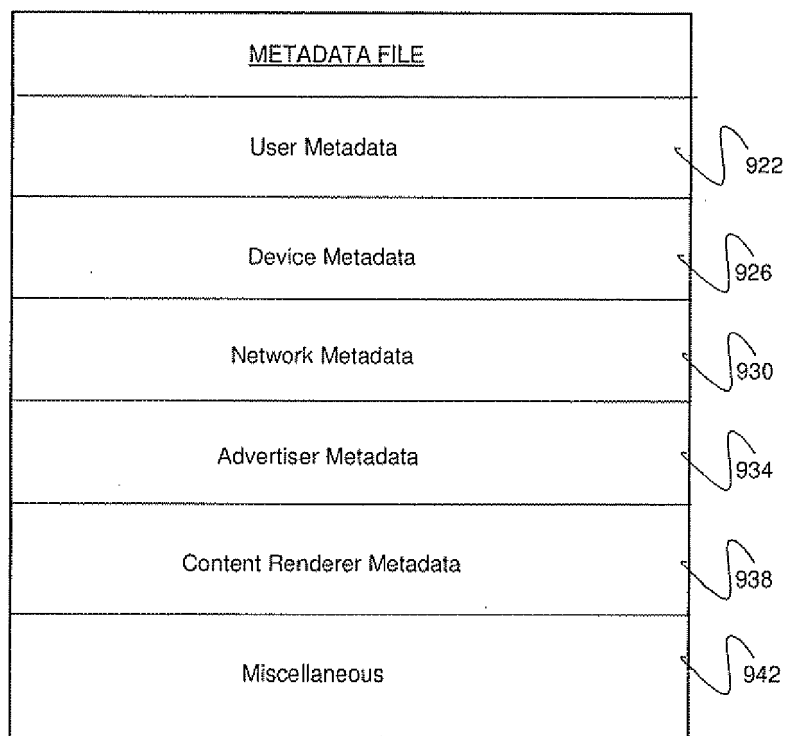 METADATA FILE
User Metadata
922
Device Metadata
926
Network Metadata
930
Advertiser Metadata
934
Content Renderer Metadata
938
Miscellaneous
942